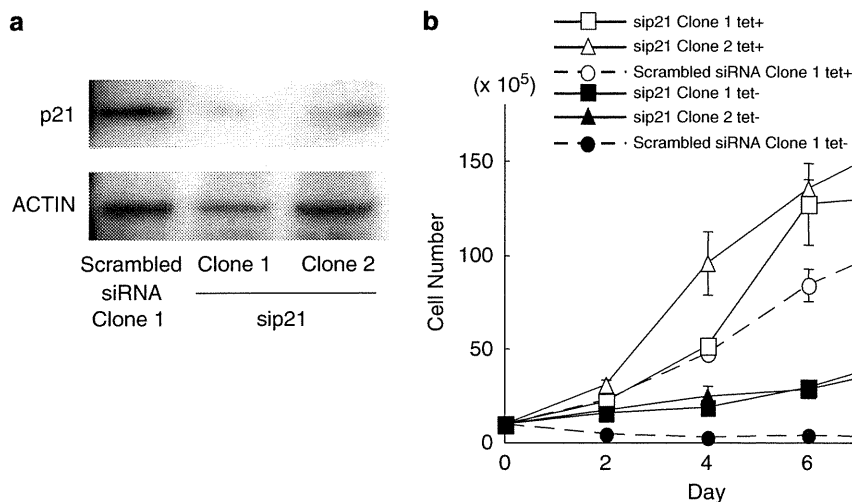 a
p21
ACTIN
Scrambled
siRNA
Clone 1
Clone 1
Clone 2
sip21
b
sip21 Clone 1 tet+
sip21 Clone 2 tet+
Scrambled siRNA Clone 1 tet+
sip21 Clone 1 tet-
sip21 Clone 2 tet-
Scrambled siRNA Clone 1 tet-
(x 10⁵)
150
100
50
0
Cell Number
0
2
4
6
Day